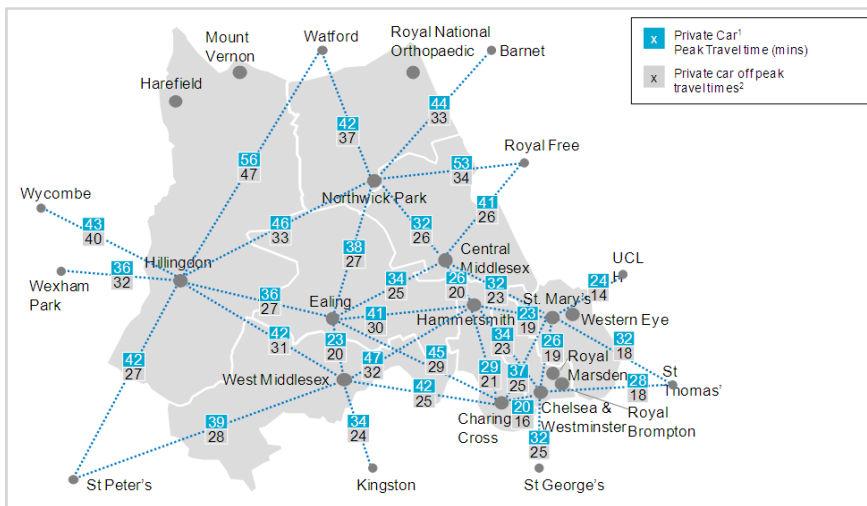 Mount
Vernon
Watford
Royal National
Orthopaedic
Barnet
x
Private Car1
Peak Travel time (mins)
x
Private car off peak
travel times2
Harefield
44
33
42
37
56
47
Royal Free
53
34
Northwick Park
Wycombe
41
26
43
40
46
33
32
26
Hillingdon
38
27
Central
Middlesex
UCL
H
36
32
Wexham
Park
34
25
26
20
32
23
24
14
36
27
Ealing
St. Mary's
41
30
Hammersmith
23
19
Western Eye
42
31
34
23
32
18
23
20
47
32
45
29
26
19
Royal
Marsden
42
27
29
21
37
25
St
Thomas'
West Middlesex
42
25
28
18
39
28
34
24
Charing
Cross
20
16
Chelsea &
Westminster
Royal
Brompton
32
25
St Peter's
Kingston
St George's